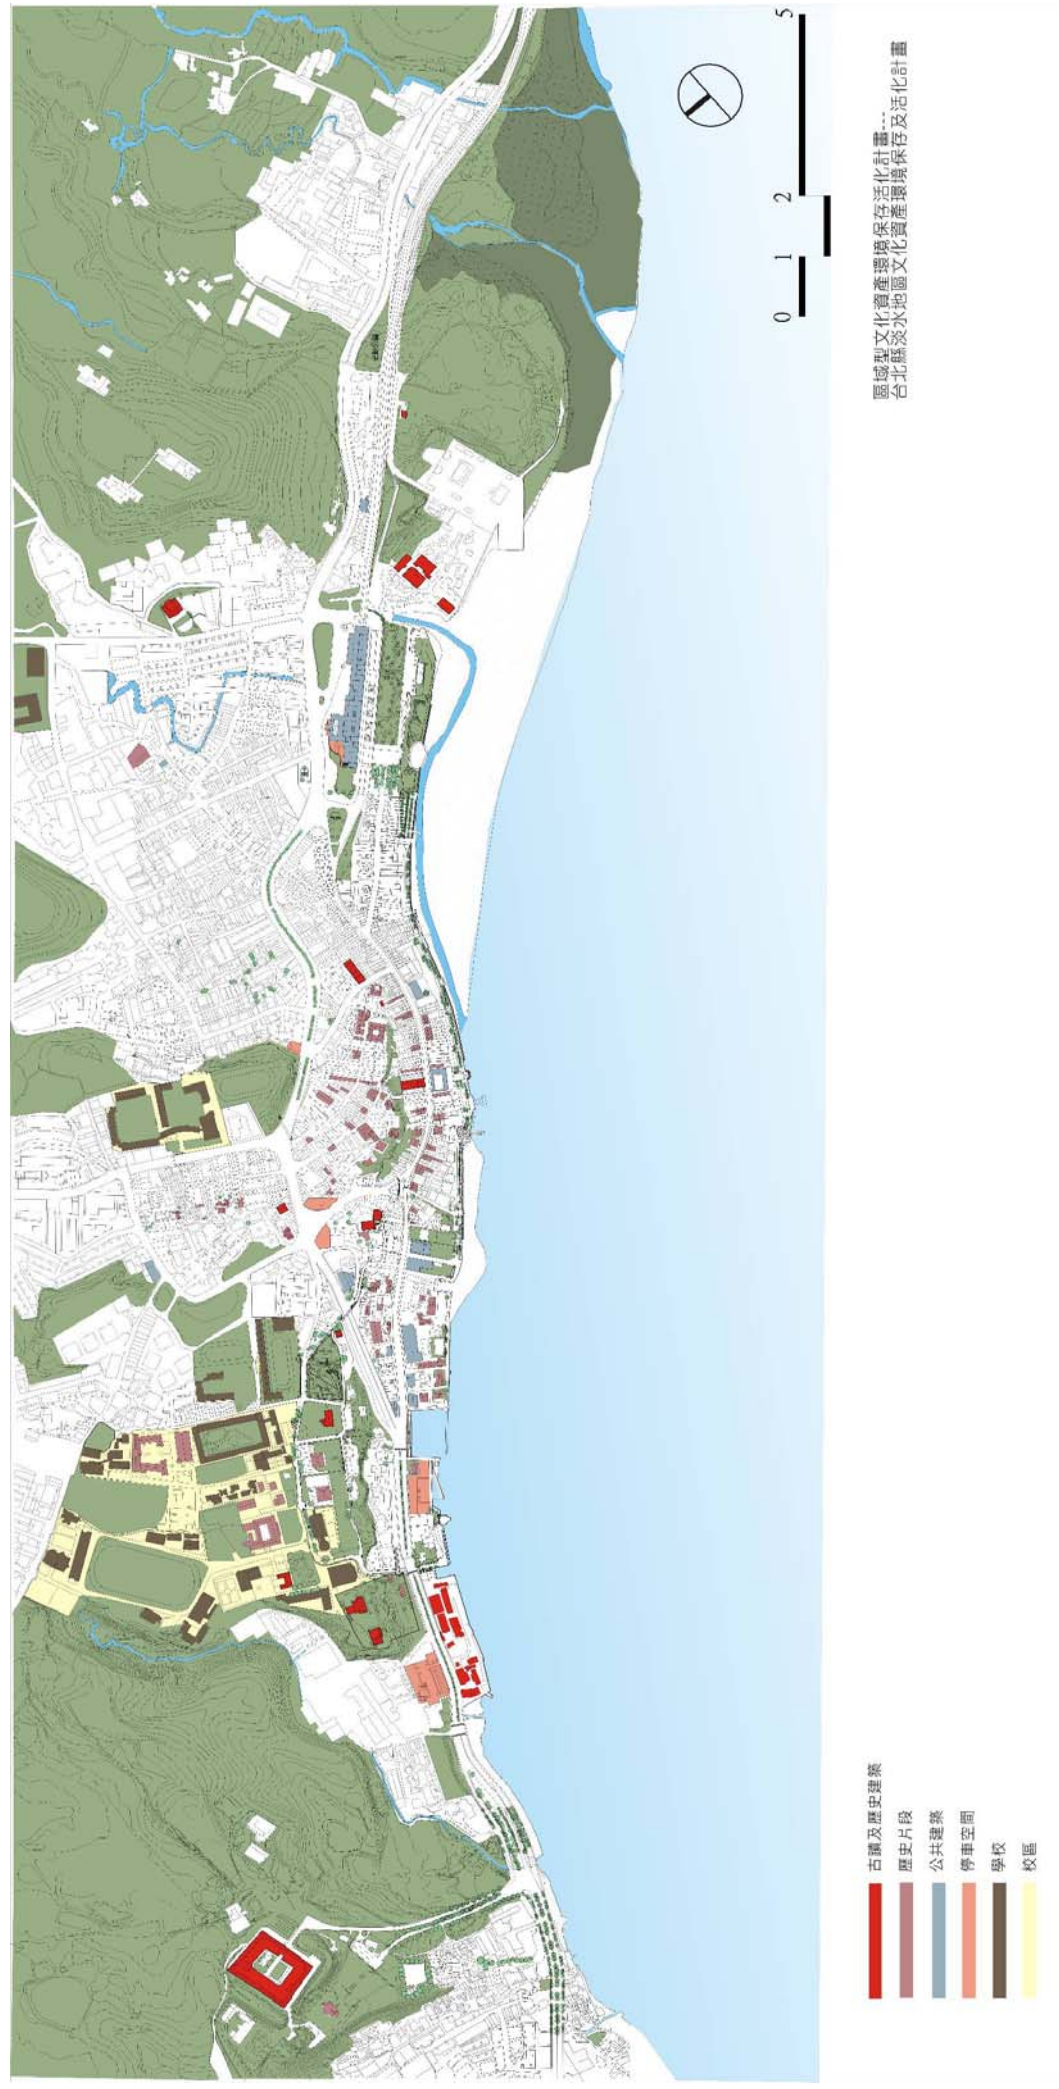 區域型文化資產環境保存活化計畫---
台北縣淡水地區文化資產環境保存及活化計畫
0 1 2 5
古蹟及歷史建築
歷史片段
公共建築
停車空間
學校
校區